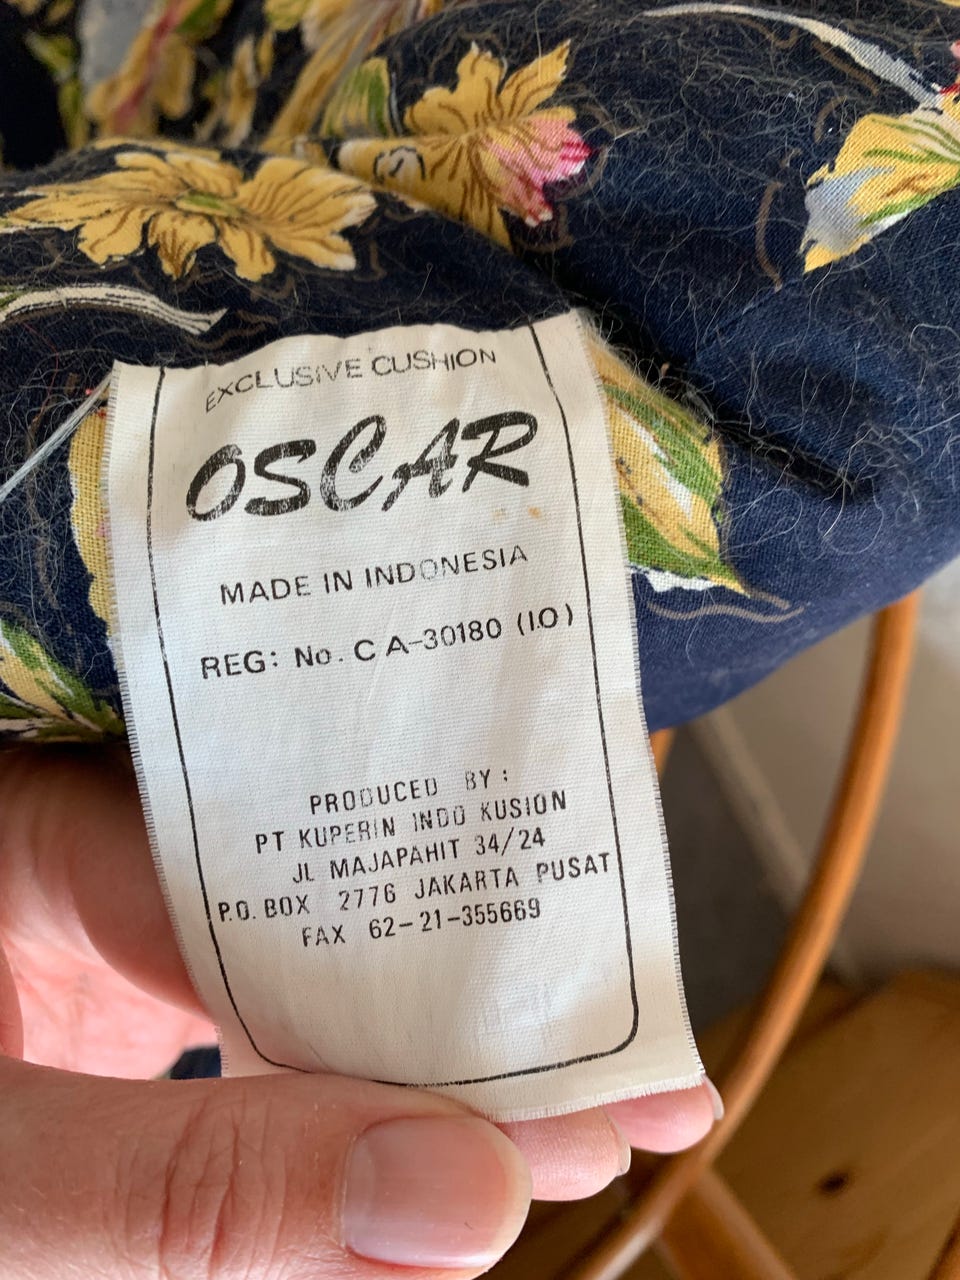 EXCLUSIVE CUSHION
OSCAR
MADE IN INDONESIA
REG: No. C A-30180 (I.O)
PRODUCED BY :
PT KUPERIN INDO KUSION
JL MAJAPAHIT 34/24
P.O. BOX 2776 JAKARTA PUSAT
FAX 62-21-355669